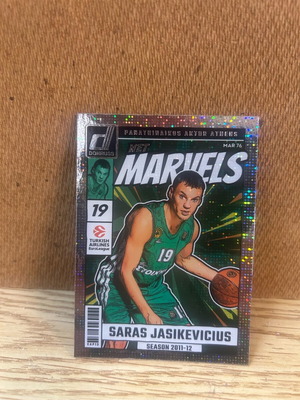 DONRUSS
PANATHINAIKOS AKTOR ATHENS
NET
MAR 76
MARVELS
19
TURKISH
AIRLINES
EuroLeague
19
SARAS JASIKEVICIUS
SEASON 2011-12